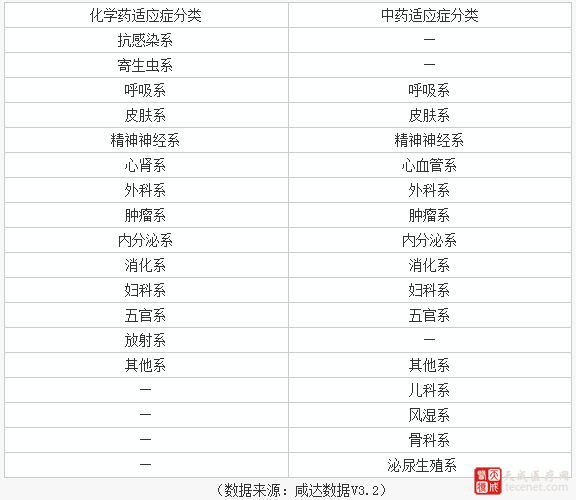 化学药适应症分类 中药适应症分类
抗感染系 —
寄生虫系 —
呼吸系 呼吸系
皮肤系 皮肤系
精神神经系 精神神经系
心肾系 心血管系
外科系 外科系
肿瘤系 肿瘤系
内分泌系 内分泌系
消化系 消化系
妇科系 妇科系
五官系 五官系
放射系 —
其他系 其他系
— 儿科系
— 风湿系
— 骨科系
— 泌尿生殖系
（数据来源：咸达数据V3.2）
天成医疗网
tecenet.com